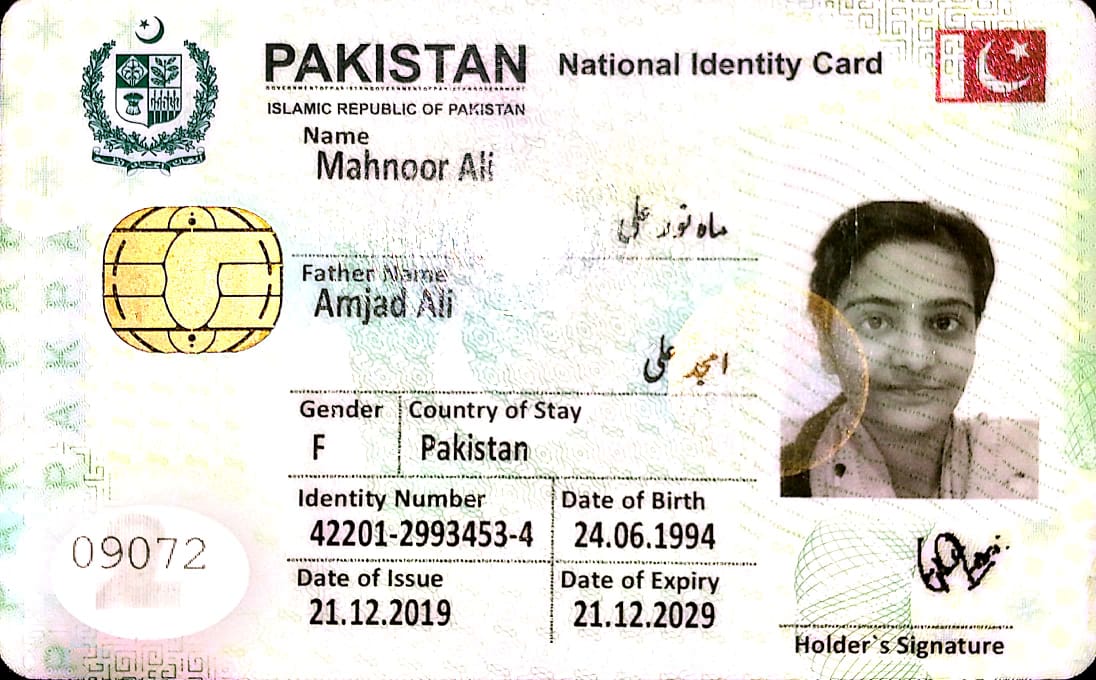 PAKISTAN National Identity Card
ISLAMIC REPUBLIC OF PAKISTAN
Name
Mahnoor Ali
ماہ نور علی
Father Name
Amjad Ali
امجد علی
Gender Country of Stay
F Pakistan
Identity Number Date of Birth
42201-2993453-4 24.06.1994
Date of Issue Date of Expiry
21.12.2019 21.12.2029
09072
Holder`s Signature